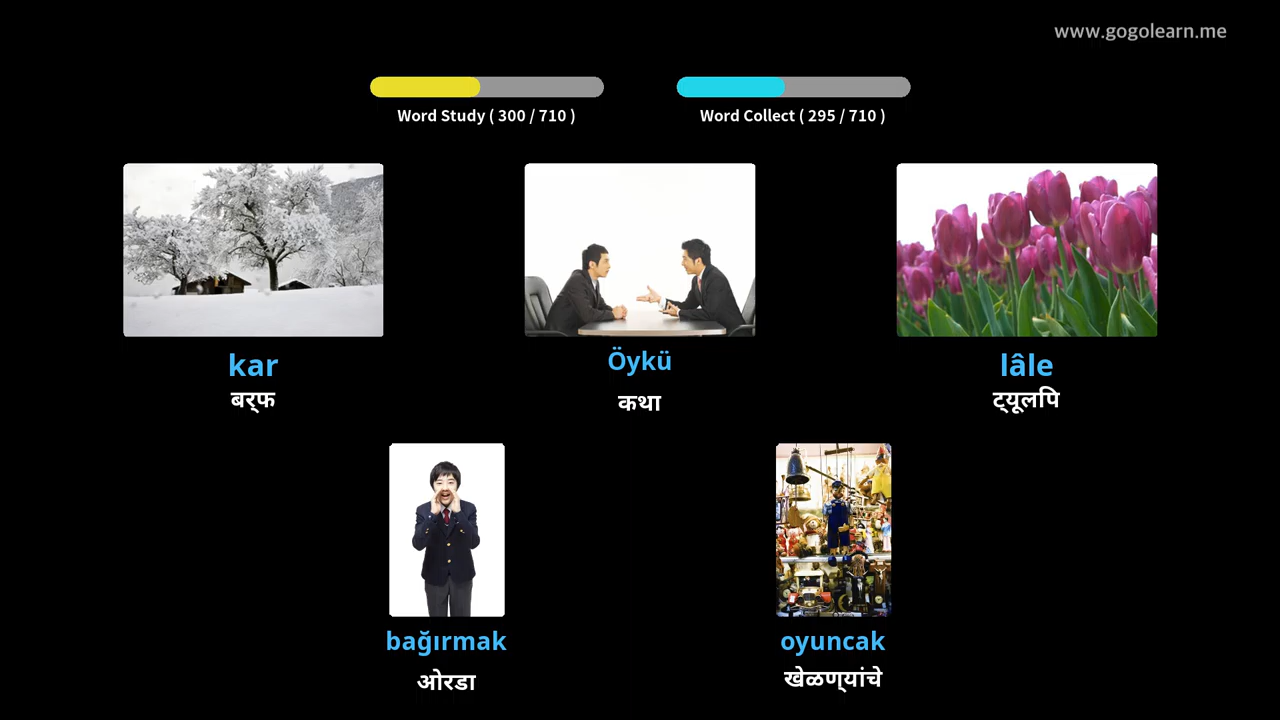 www.gogolearn.me
Word Study ( 300 / 710 )
Word Collect ( 295 / 710 )
kar
बर्फ
Öykü
कथा
lâle
ट्यूलपि
bağırmak
ओरडा
oyuncak
खेळण्यांचे